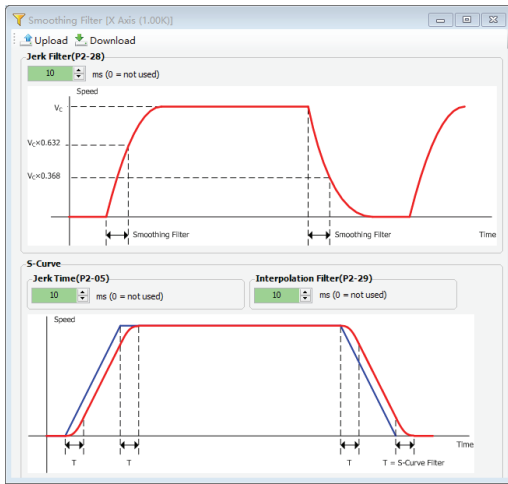 Smoothing Filter [X Axis (1.00K)]
Upload Download
Jerk Filter(P2-28)
10 ms (0 = not used)
Speed
Vc
Vc×0.632
Vc×0.368
Smoothing Filter Smoothing Filter Time
S-Curve
Jerk Time(P2-05) Interpolation Filter(P2-29)
10 ms (0 = not used) 10 ms (0 = not used)
Speed
Time
T T T T = S-Curve Filter